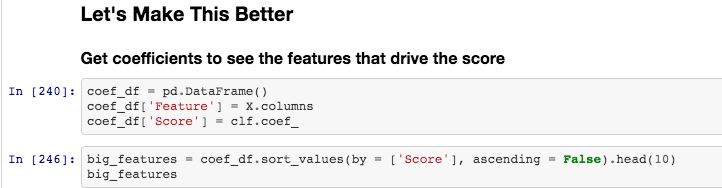 Let's Make This Better
Get coefficients to see the features that drive the score
In [240]: coef_df = pd.DataFrame()
coef_df['Feature'] = X.columns
coef_df['Score'] = clf.coef_
In [246]: big_features = coef_df.sort_values(by = ['Score'], ascending = False).head(10)
big_features